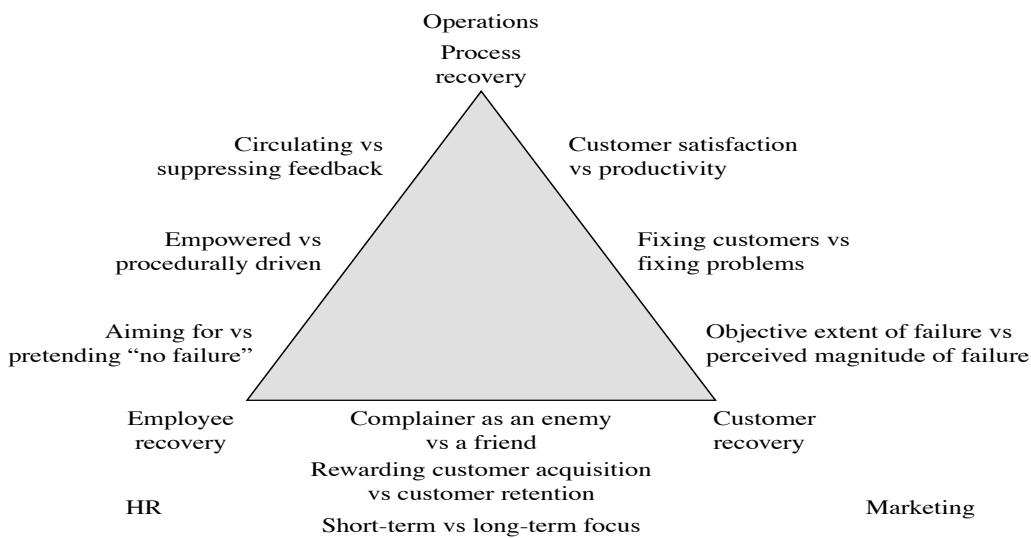 Operations
Process
recovery
Circulating vs
suppressing feedback
Customer satisfaction
vs productivity
Empowered vs
procedurally driven
Fixing customers vs
fixing problems
Aiming for vs
pretending “no failure”
Objective extent of failure vs
perceived magnitude of failure
Employee
recovery
Complainer as an enemy
vs a friend
Customer
recovery
Rewarding customer acquisition
vs customer retention
HR
Marketing
Short-term vs long-term focus